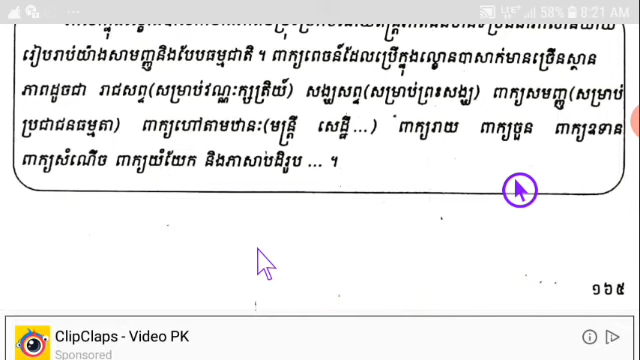 58% 8:21 AM
រៀបរាប់យ៉ាងសាមញ្ញនិងបែបធម្មជាតិ ។ ពាក្យពេចន៍ដែលប្រើក្នុងល្ខោនបាសាក់មានច្រើនស្ថាន
ភាពដូចជា រាជសព្ទ(សម្រាប់វណ្ណៈក្សត្រិយ៍) សង្ឃសព្ទ(សម្រាប់ព្រះសង្ឃ) ពាក្យសមញ្ញ(សម្រាប់
ប្រជាជនធម្មតា) ពាក្យហៅតាមឋានៈ(មន្ត្រី សេដ្ឋី...) ពាក្យរាយ ពាក្យចួន ពាក្យឧទាន
ពាក្យសំណើច ពាក្យយំយែក និងភាសាប់ដិរូប ... ។
១៦៥
ClipClaps - Video PK
Sponsored